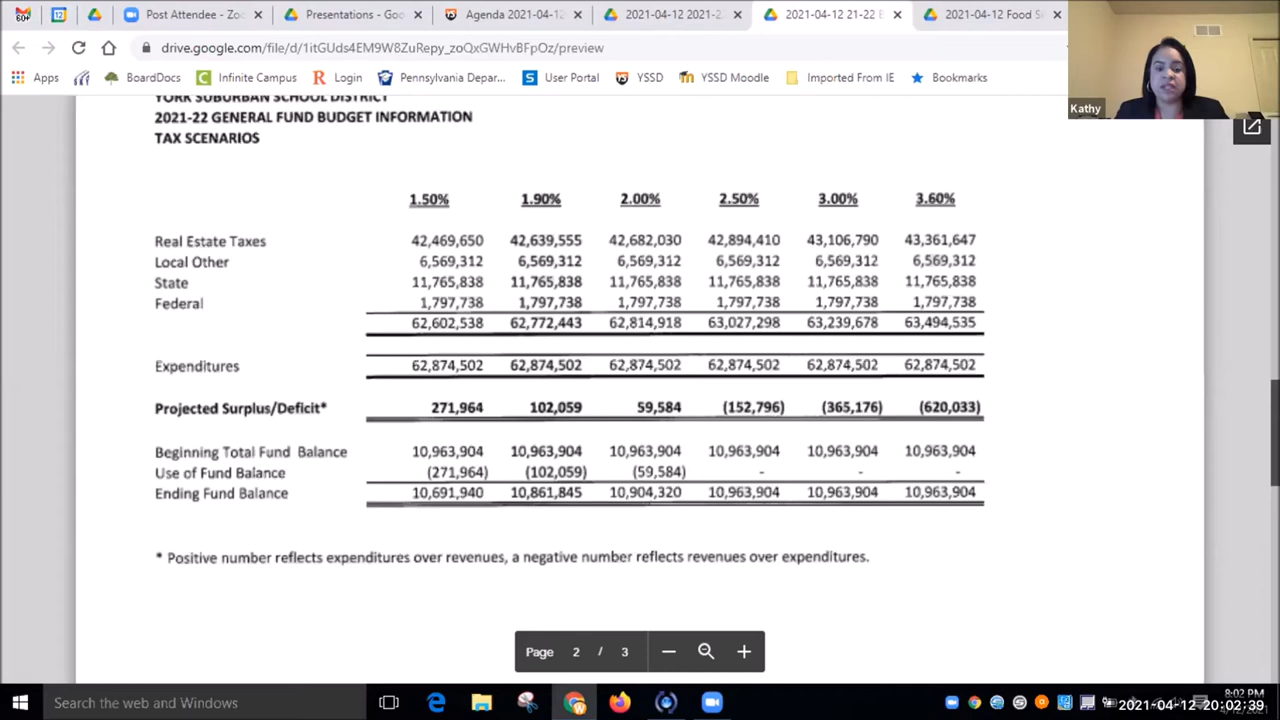 Post Attendee - Zo
Presentations - Goo
Agenda 2021-04-12
2021-04-12 2021-2
2021-04-12 21-22 B
2021-04-12 Food S
60+
drive.google.com/file/d/1itGUds4EM9W8ZuRepy_zoQxGWHvBFpOz/preview
Apps BoardDocs Infinite Campus Login Pennsylvania Depar... User Portal YSSD YSSD Moodle Imported From IE Bookmarks
Kathy
YORK SUBURBAN SCHOOL DISTRICT
2021-22 GENERAL FUND BUDGET INFORMATION
TAX SCENARIOS
1.50% 1.90% 2.00% 2.50% 3.00% 3.60%
Real Estate Taxes 42,469,650 42,639,555 42,682,030 42,894,410 43,106,790 43,361,647
Local Other 6,569,312 6,569,312 6,569,312 6,569,312 6,569,312 6,569,312
State 11,765,838 11,765,838 11,765,838 11,765,838 11,765,838 11,765,838
Federal 1,797,738 1,797,738 1,797,738 1,797,738 1,797,738 1,797,738
62,602,538 62,772,443 62,814,918 63,027,298 63,239,678 63,494,535
Expenditures 62,874,502 62,874,502 62,874,502 62,874,502 62,874,502 62,874,502
Projected Surplus/Deficit* 271,964 102,059 59,584 (152,796) (365,176) (620,033)
Beginning Total Fund Balance 10,963,904 10,963,904 10,963,904 10,963,904 10,963,904 10,963,904
Use of Fund Balance (271,964) (102,059) (59,584) - - -
Ending Fund Balance 10,691,940 10,861,845 10,904,320 10,963,904 10,963,904 10,963,904
* Positive number reflects expenditures over revenues, a negative number reflects revenues over expenditures.
Page 2 / 3
Search the web and Windows
8:02 PM
2021-04-12 20:02:39